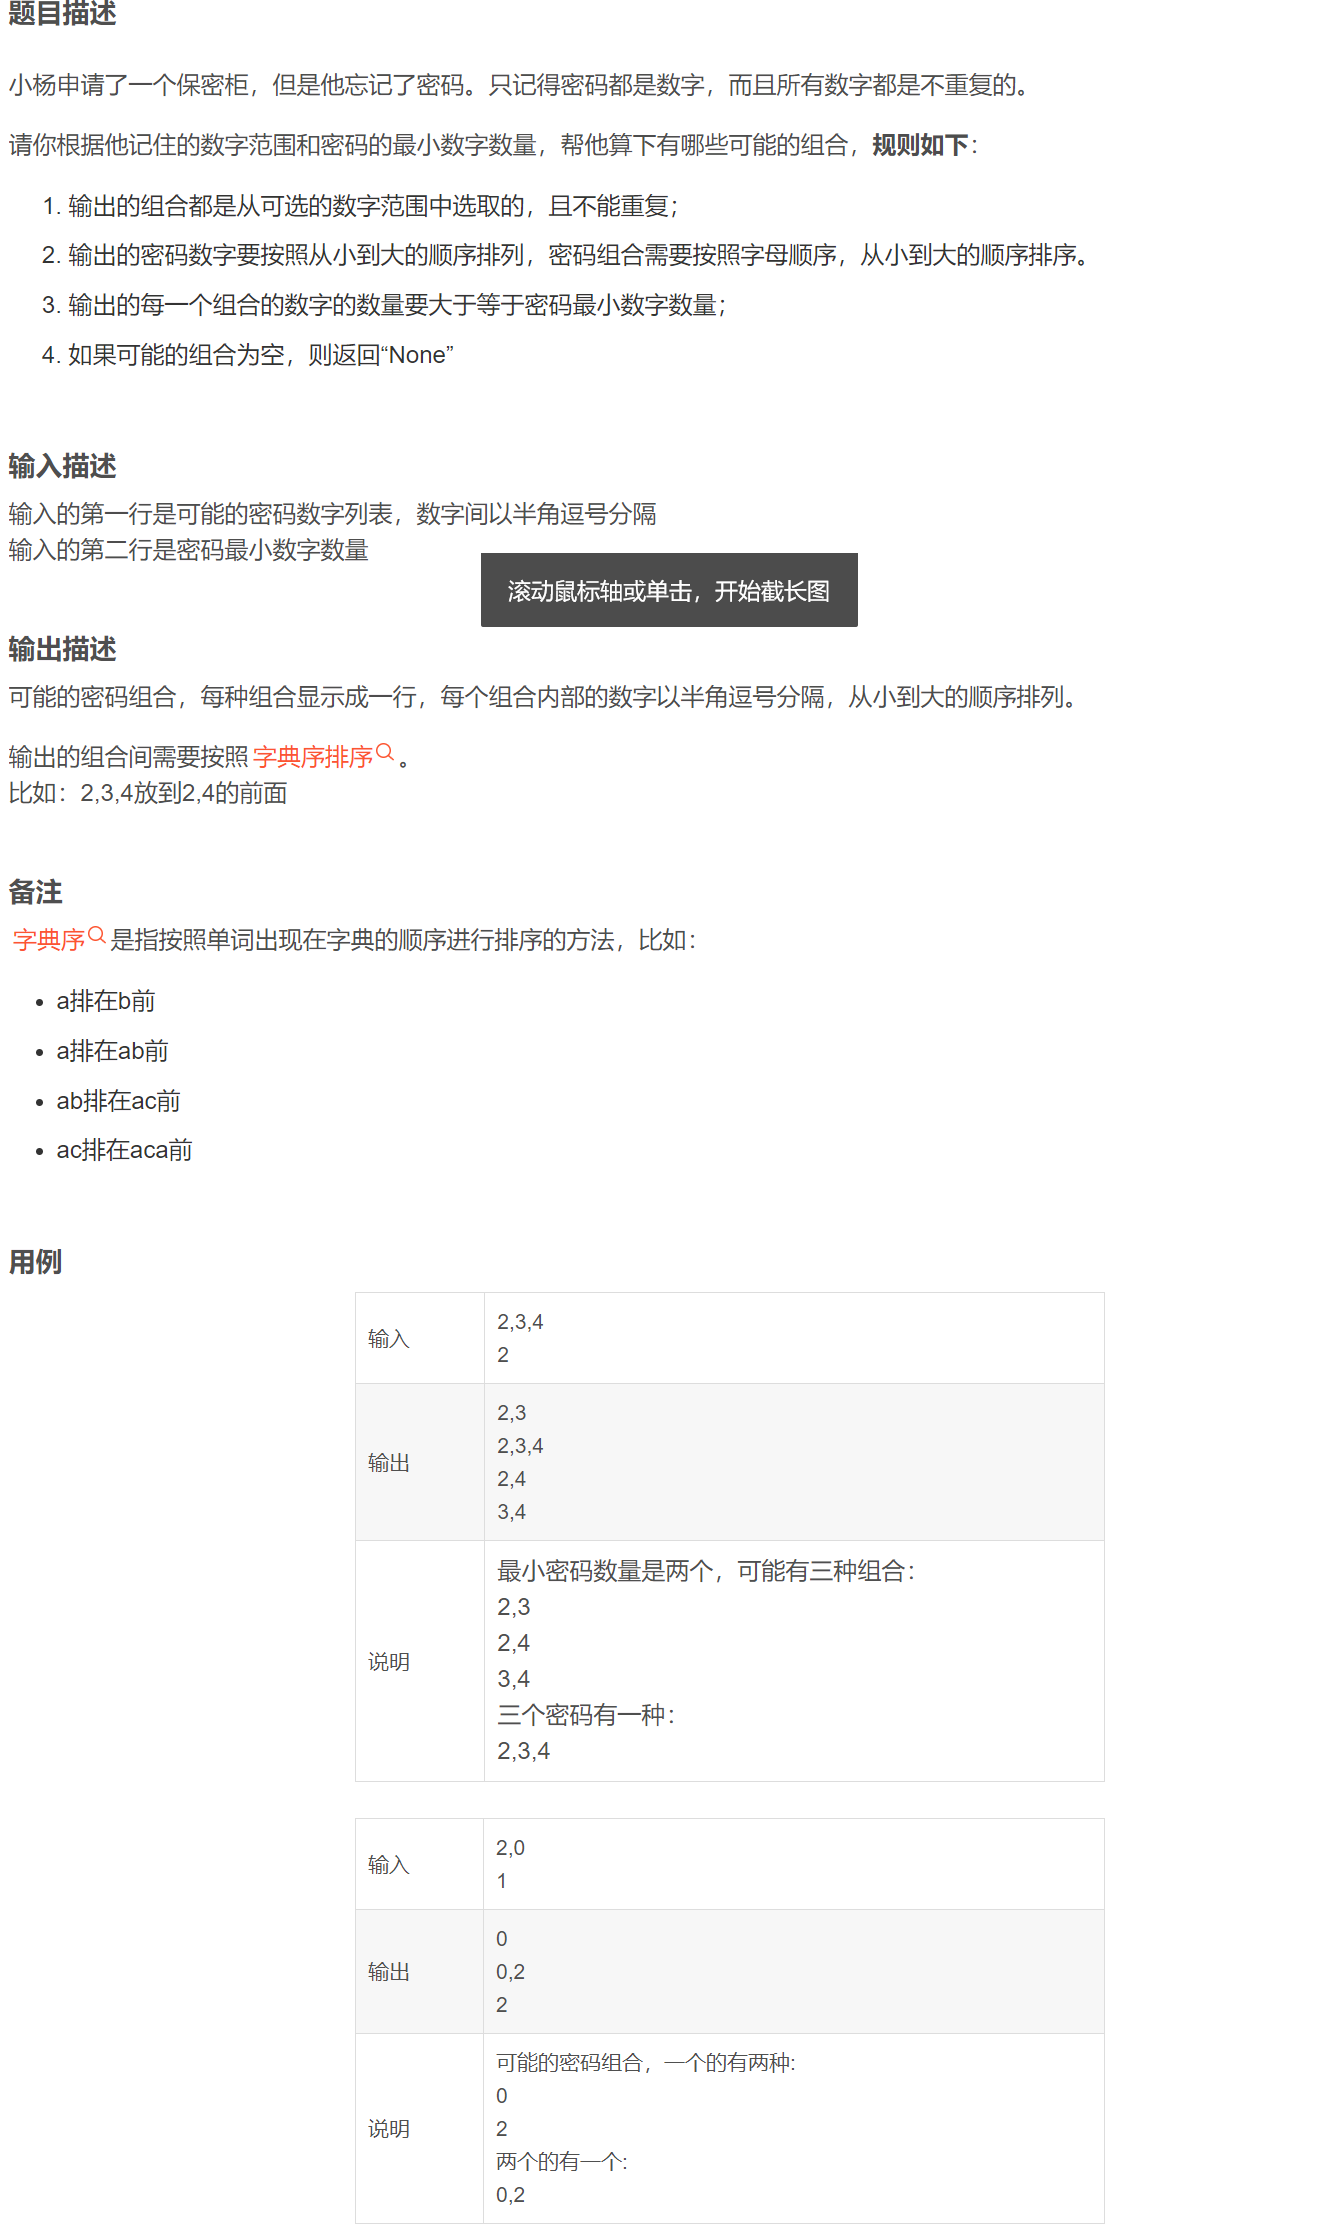 题目描述
小杨申请了一个保密柜，但是他忘记了密码。只记得密码都是数字，而且所有数字都是不重复的。
请你根据他记住的数字范围和密码的最小数字数量，帮他算下有哪些可能的组合，规则如下：
1. 输出的组合都是从可选的数字范围中选取的，且不能重复；
2. 输出的密码数字要按照从小到大的顺序排列，密码组合需要按照字母顺序，从小到大的顺序排序。
3. 输出的每一个组合的数字的数量要大于等于密码最小数字数量；
4. 如果可能的组合为空，则返回“None”
输入描述
输入的第一行是可能的密码数字列表，数字间以半角逗号分隔
输入的第二行是密码最小数字数量
滚动鼠标轴或单击，开始截长图
输出描述
可能的密码组合，每种组合显示成一行，每个组合内部的数字以半角逗号分隔，从小到大的顺序排列。
输出的组合间需要按照 字典序排序 。
比如：2,3,4放到2,4的前面
备注
字典序 是指按照单词出现在字典的顺序进行排序的方法，比如：
• a排在b前
• a排在ab前
• ab排在ac前
• ac排在aca前
用例
输入
2,3,4
2
输出
2,3
2,3,4
2,4
3,4
说明
最小密码数量是两个，可能有三种组合：
2,3
2,4
3,4
三个密码有一种：
2,3,4
输入
2,0
1
输出
0
0,2
2
说明
可能的密码组合，一个的有两种:
0
2
两个的有一个:
0,2